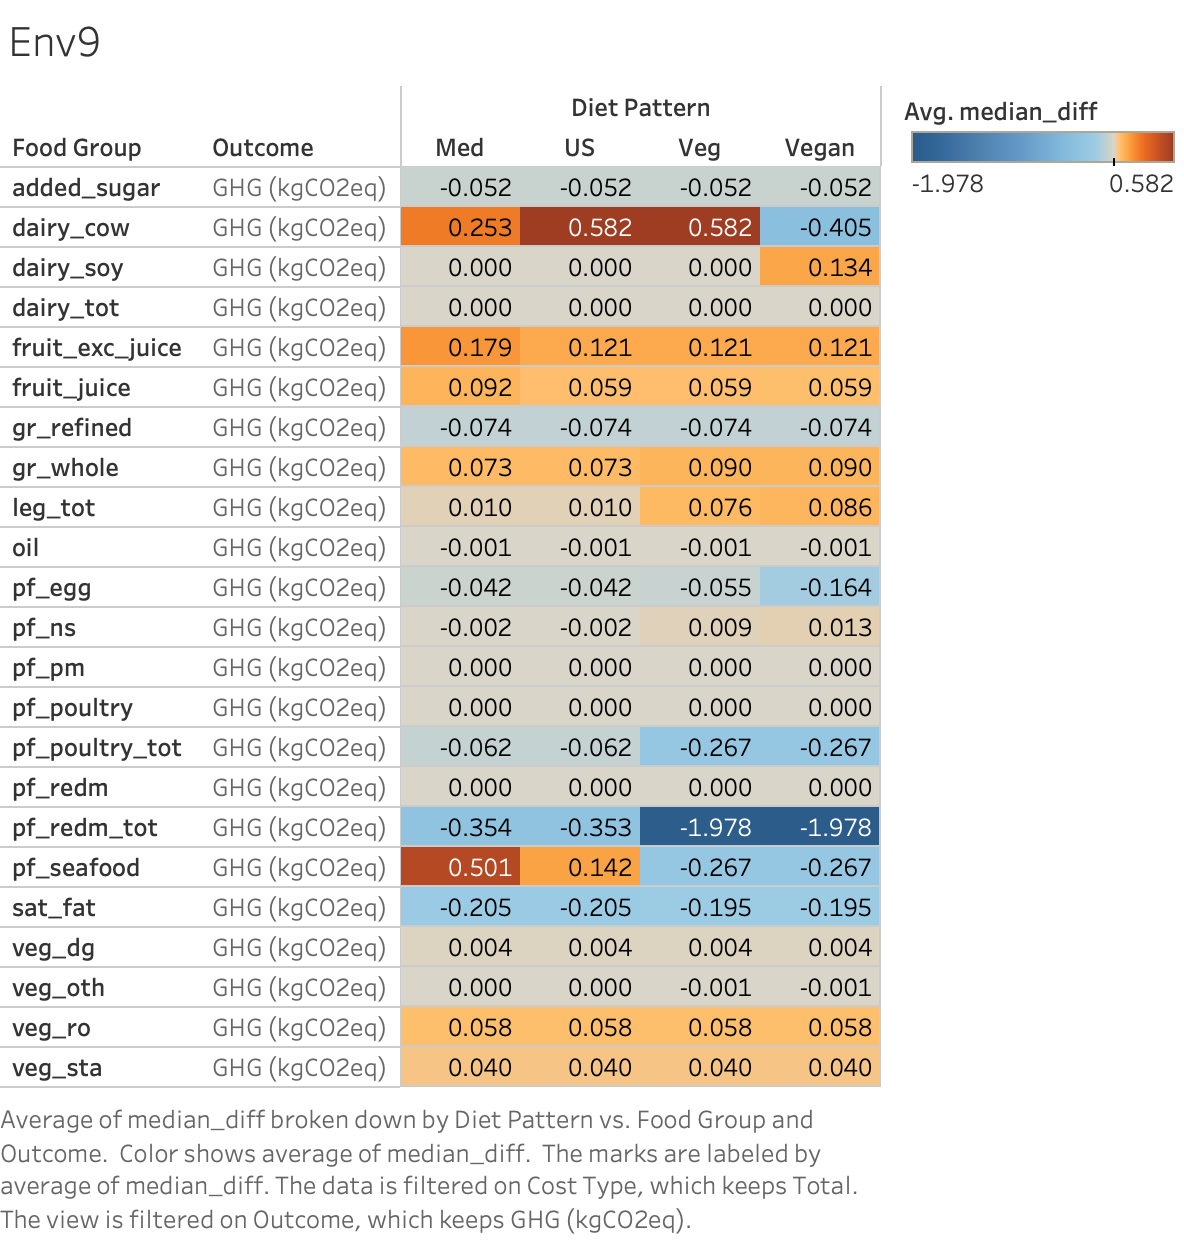 Env9
Diet Pattern
Food Group Outcome Med US Veg Vegan
added_sugar GHG (kgCO2eq) -0.052 -0.052 -0.052 -0.052
dairy_cow GHG (kgCO2eq) 0.253 0.582 0.582 -0.405
dairy_soy GHG (kgCO2eq) 0.000 0.000 0.000 0.134
dairy_tot GHG (kgCO2eq) 0.000 0.000 0.000 0.000
fruit_exc_juice GHG (kgCO2eq) 0.179 0.121 0.121 0.121
fruit_juice GHG (kgCO2eq) 0.092 0.059 0.059 0.059
gr_refined GHG (kgCO2eq) -0.074 -0.074 -0.074 -0.074
gr_whole GHG (kgCO2eq) 0.073 0.073 0.090 0.090
leg_tot GHG (kgCO2eq) 0.010 0.010 0.076 0.086
oil GHG (kgCO2eq) -0.001 -0.001 -0.001 -0.001
pf_egg GHG (kgCO2eq) -0.042 -0.042 -0.055 -0.164
pf_ns GHG (kgCO2eq) -0.002 -0.002 0.009 0.013
pf_pm GHG (kgCO2eq) 0.000 0.000 0.000 0.000
pf_poultry GHG (kgCO2eq) 0.000 0.000 0.000 0.000
pf_poultry_tot GHG (kgCO2eq) -0.062 -0.062 -0.267 -0.267
pf_redm GHG (kgCO2eq) 0.000 0.000 0.000 0.000
pf_redm_tot GHG (kgCO2eq) -0.354 -0.353 -1.978 -1.978
pf_seafood GHG (kgCO2eq) 0.501 0.142 -0.267 -0.267
sat_fat GHG (kgCO2eq) -0.205 -0.205 -0.195 -0.195
veg_dg GHG (kgCO2eq) 0.004 0.004 0.004 0.004
veg_oth GHG (kgCO2eq) 0.000 0.000 -0.001 -0.001
veg_ro GHG (kgCO2eq) 0.058 0.058 0.058 0.058
veg_sta GHG (kgCO2eq) 0.040 0.040 0.040 0.040
Avg. median_diff
-1.978 0.582
Average of median_diff broken down by Diet Pattern vs. Food Group and
Outcome. Color shows average of median_diff. The marks are labeled by
average of median_diff. The data is filtered on Cost Type, which keeps Total.
The view is filtered on Outcome, which keeps GHG (kgCO2eq).